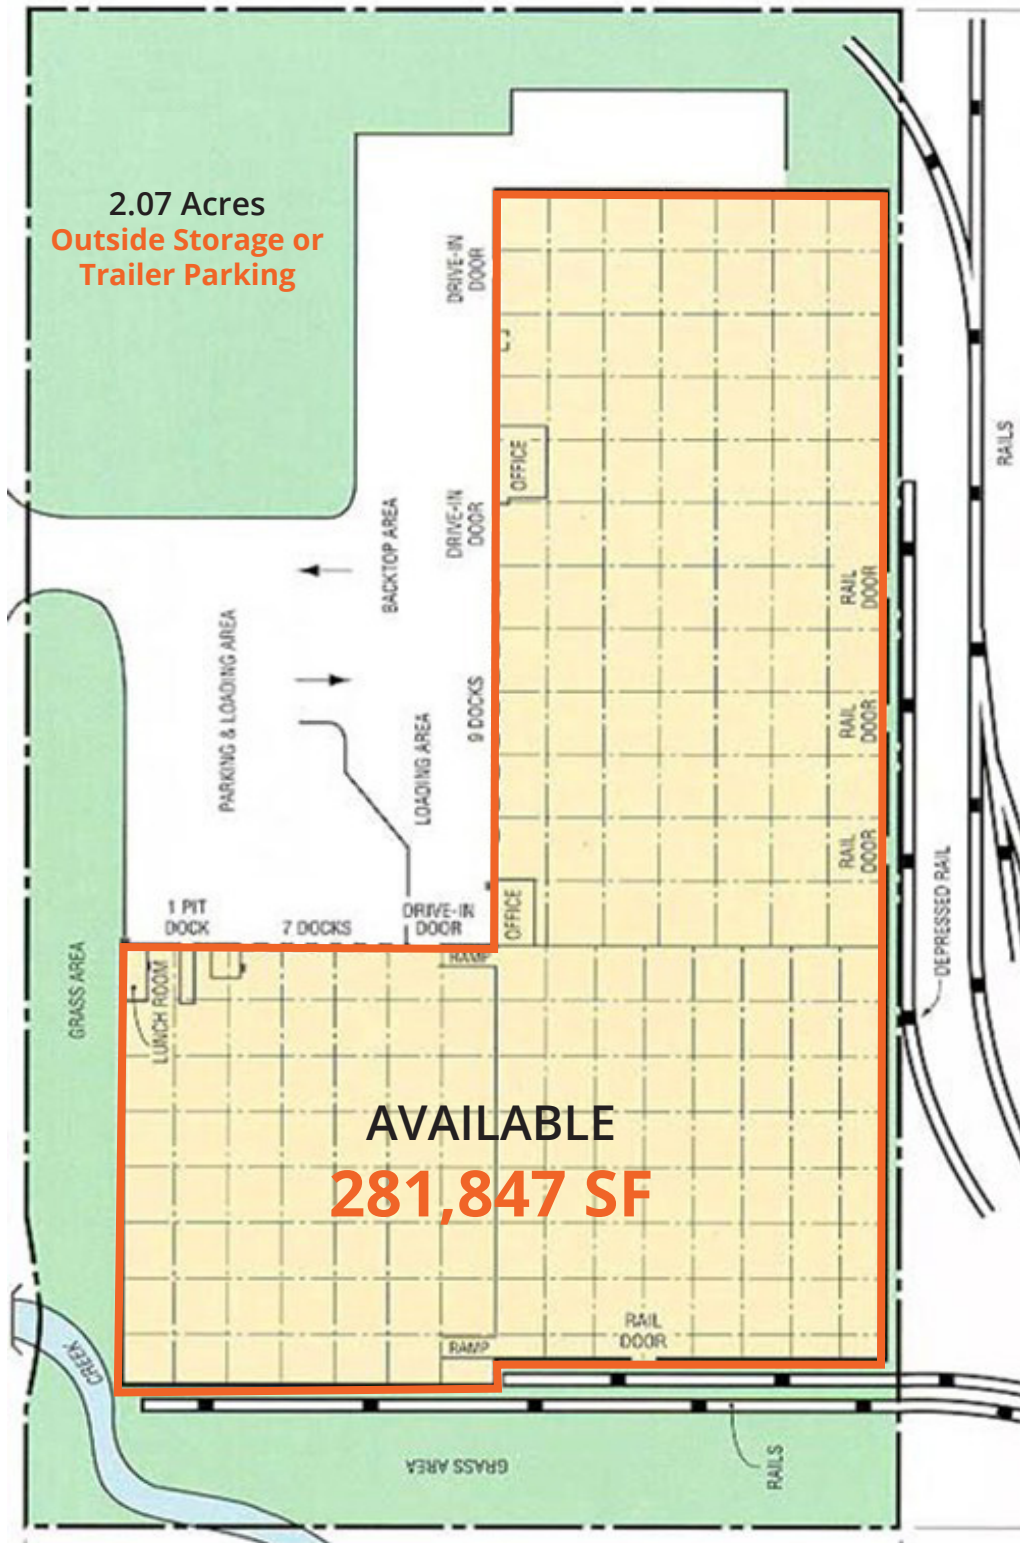 2.07 Acres
Outside Storage or
Trailer Parking
DRIVE-IN
DOOR
OFFICE
RAILS
DRIVE-IN
DOOR
BACKTOP AREA
RAIL
DOOR
PARKING & LOADING AREA
9 DOCKS
RAIL
DOOR
LOADING AREA
RAIL
DOOR
1 PIT
DOCK
7 DOCKS
DRIVE-IN
DOOR
OFFICE
DEPRESSED RAIL
GRASS AREA
LUNCH ROOM
RAMP
AVAILABLE
281,847 SF
RAIL
DOOR
RAMP
CREEK
GRASS AREA
RAILS